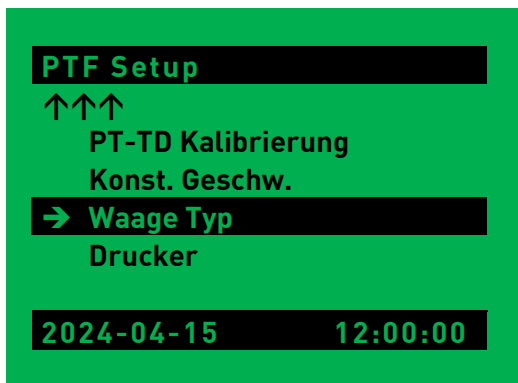 PTF Setup
↑↑↑
PT-TD Kalibrierung
Konst. Geschw.
→ Waage Typ
Drucker
2024-04-15 12:00:00